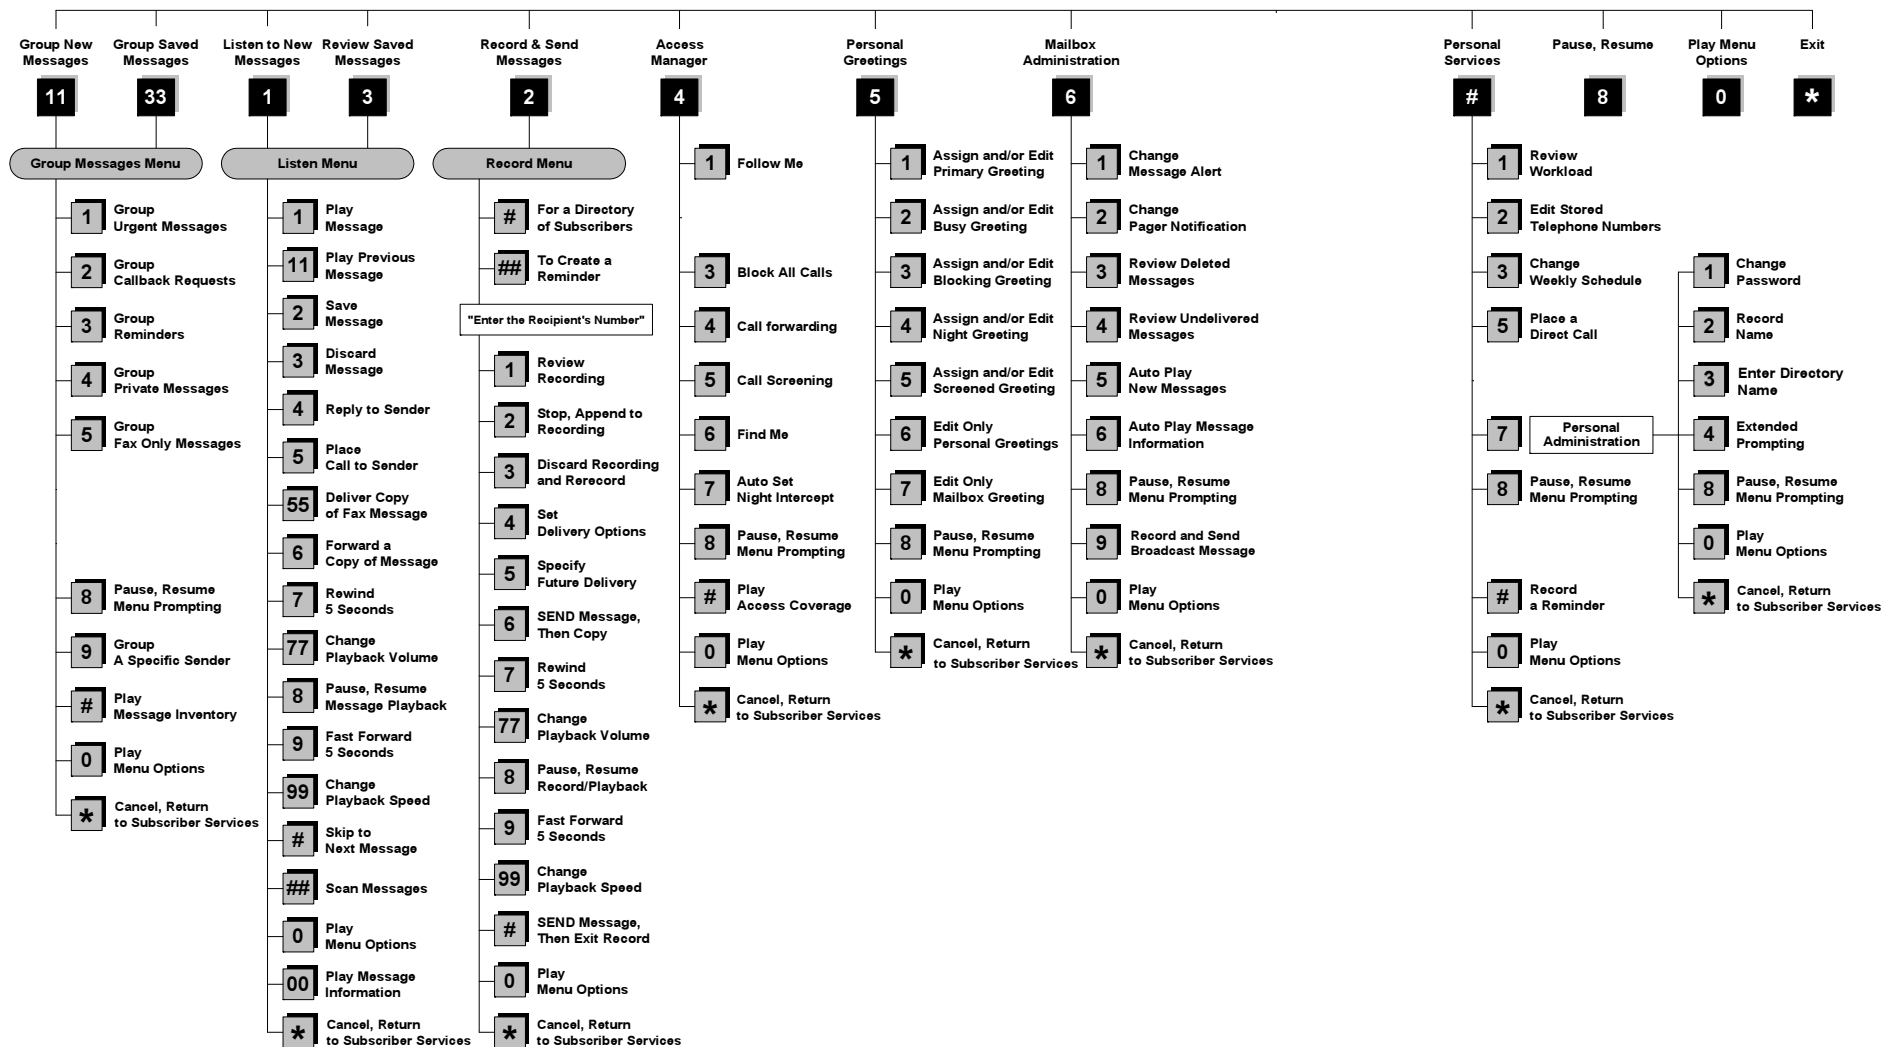 Group New
Messages
Group Saved
Messages
Listen to New
Messages
Review Saved
Messages
Record & Send
Messages
Access
Manager
Personal
Greetings
Mailbox
Administration
Personal
Services
Pause, Resume
Play Menu
Options
Exit
11
33
1
3
2
4
5
6
#
8
0
*
Group Messages Menu
1
Group
Urgent Messages
2
Group
Callback Requests
3
Group
Reminders
4
Group
Private Messages
5
Group
Fax Only Messages
8
Pause, Resume
Menu Prompting
9
Group
A Specific Sender
#
Play
Message Inventory
0
Play
Menu Options
*
Cancel, Return
to Subscriber Services
Listen Menu
1
Play
Message
11
Play Previous
Message
2
Save
Message
3
Discard
Message
4
Reply to Sender
5
Place
Call to Sender
55
Deliver Copy
of Fax Message
6
Forward a
Copy of Message
7
Rewind
5 Seconds
77
Change
Playback Volume
8
Pause, Resume
Message Playback
9
Fast Forward
5 Seconds
99
Change
Playback Speed
#
Skip to
Next Message
##
Scan Messages
0
Play
Menu Options
00
Play Message
Information
*
Cancel, Return
to Subscriber Services
Record Menu
#
For a Directory
of Subscribers
##
To Create a
Reminder
"Enter the Recipient's Number"
1
Review
Recording
2
Stop, Append to
Recording
3
Discard Recording
and Rerecord
4
Set
Delivery Options
5
Specify
Future Delivery
6
SEND Message,
Then Copy
7
Rewind
5 Seconds
77
Change
Playback Volume
8
Pause, Resume
Record/Playback
9
Fast Forward
5 Seconds
99
Change
Playback Speed
#
SEND Message,
Then Exit Record
0
Play
Menu Options
*
Cancel, Return
to Subscriber Services
1
Follow Me
3
Block All Calls
4
Call forwarding
5
Call Screening
6
Find Me
7
Auto Set
Night Intercept
8
Pause, Resume
Menu Prompting
#
Play
Access Coverage
0
Play
Menu Options
*
Cancel, Return
to Subscriber Services
1
Assign and/or Edit
Primary Greeting
2
Assign and/or Edit
Busy Greeting
3
Assign and/or Edit
Blocking Greeting
4
Assign and/or Edit
Night Greeting
5
Assign and/or Edit
Screened Greeting
6
Edit Only
Personal Greetings
7
Edit Only
Mailbox Greeting
8
Pause, Resume
Menu Prompting
0
Play
Menu Options
*
Cancel, Return
to Subscriber Services
1
Change
Message Alert
2
Change
Pager Notification
3
Review Deleted
Messages
4
Review Undelivered
Messages
5
Auto Play
New Messages
6
Auto Play Message
Information
8
Pause, Resume
Menu Prompting
9
Record and Send
Broadcast Message
0
Play
Menu Options
*
Cancel, Return
to Subscriber Services
1
Review
Workload
2
Edit Stored
Telephone Numbers
3
Change
Weekly Schedule
5
Place a
Direct Call
7
Personal
Administration
8
Pause, Resume
Menu Prompting
#
Record
a Reminder
0
Play
Menu Options
*
Cancel, Return
to Subscriber Services
1
Change
Password
2
Record
Name
3
Enter Directory
Name
4
Extended
Prompting
8
Pause, Resume
Menu Prompting
0
Play
Menu Options
*
Cancel, Return
to Subscriber Services